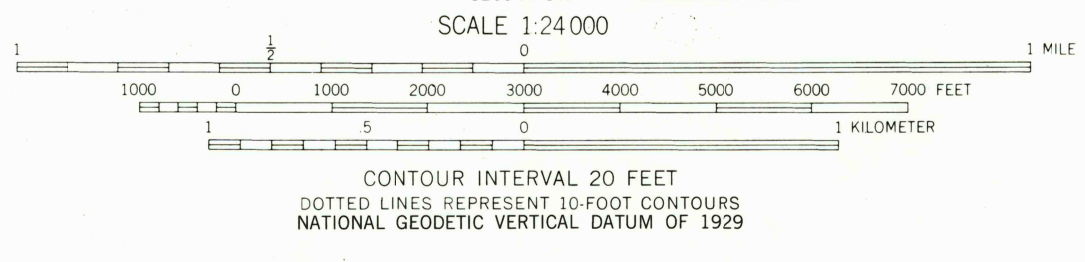 SCALE 1:24 000
1 ½ 0 1 MILE
1000 0 1000 2000 3000 4000 5000 6000 7000 FEET
1 .5 0 1 KILOMETER
CONTOUR INTERVAL 20 FEET
DOTTED LINES REPRESENT 10-FOOT CONTOURS
NATIONAL GEODETIC VERTICAL DATUM OF 1929